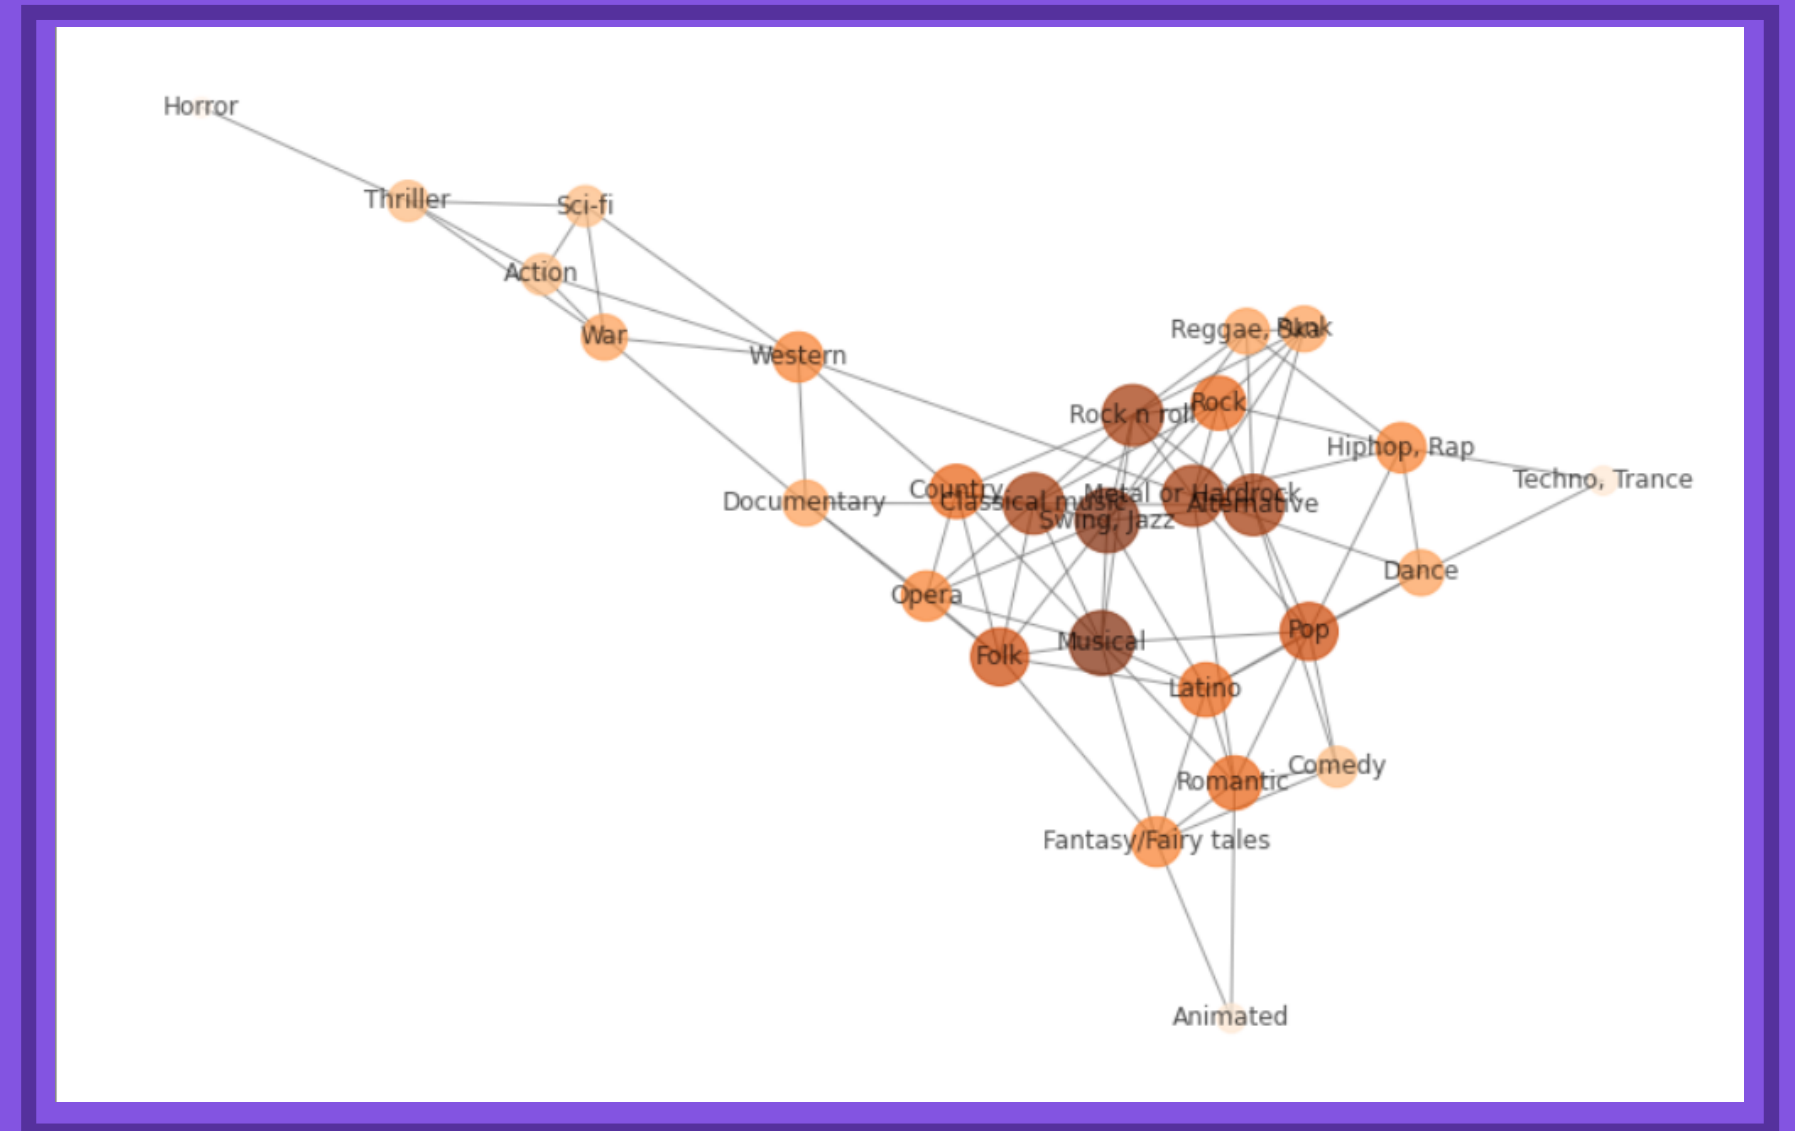 Horror
Thriller
Sci-fi
Action
War
Western
Reggae, Ska
Punk
Rock n roll
Rock
Hiphop, Rap
Techno, Trance
Country
Documentary
Classical music
Metal or Hardrock
Alternative
Swing, Jazz
Dance
Opera
Pop
Musical
Folk
Latino
Comedy
Romantic
Fantasy/Fairy tales
Animated